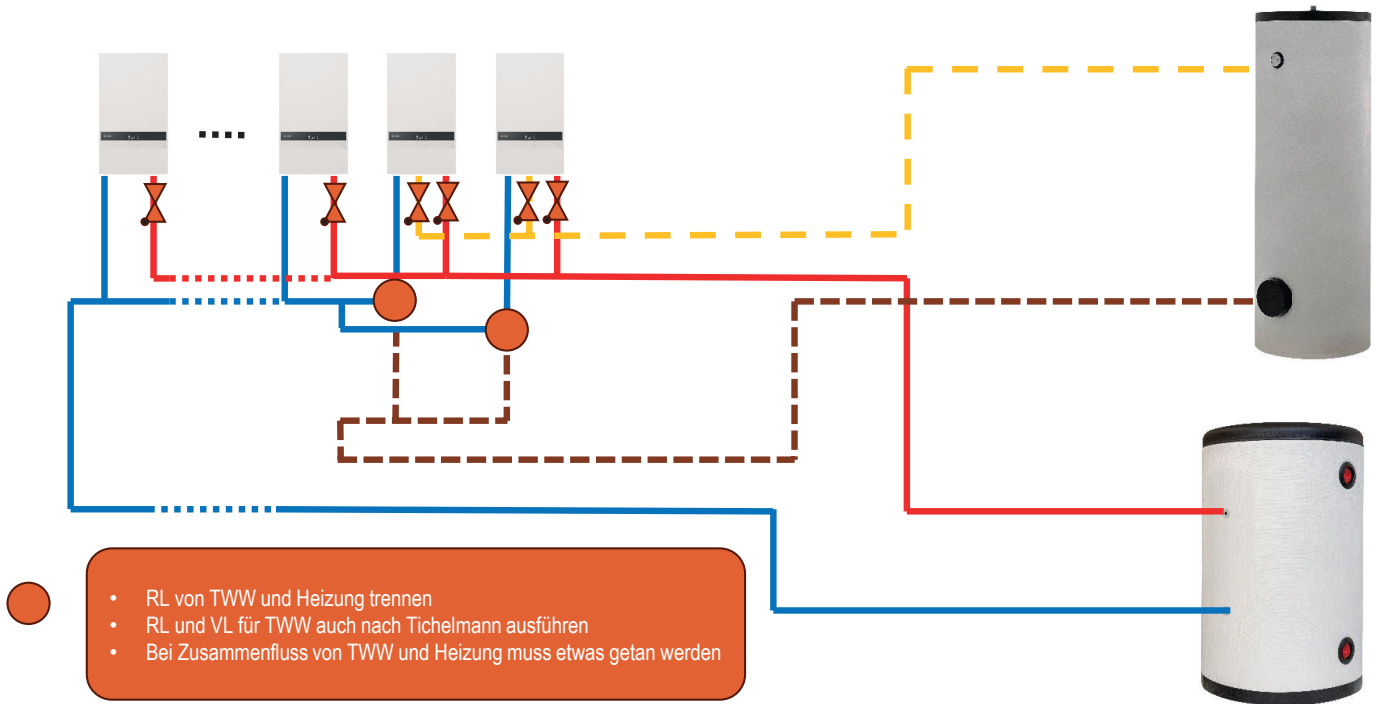 RL von TWW und Heizung trennen
RL und VL für TWW auch nach Tichelmann ausführen
Bei Zusammenfluss von TWW und Heizung muss etwas getan werden